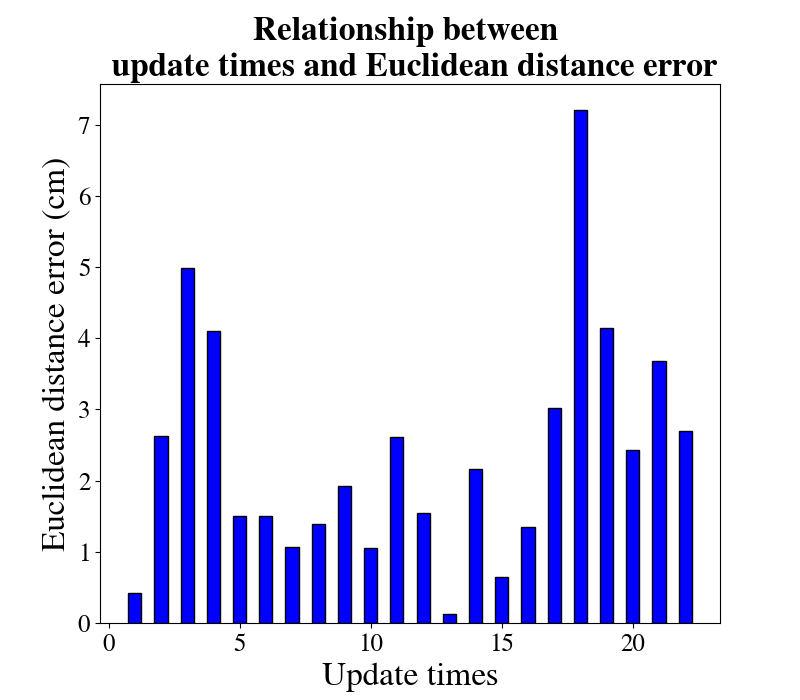 Relationship between
update times and Euclidean distance error
Euclidean distance error (cm)
7
6
5
4
3
2
1
0
0 5 10 15 20
Update times